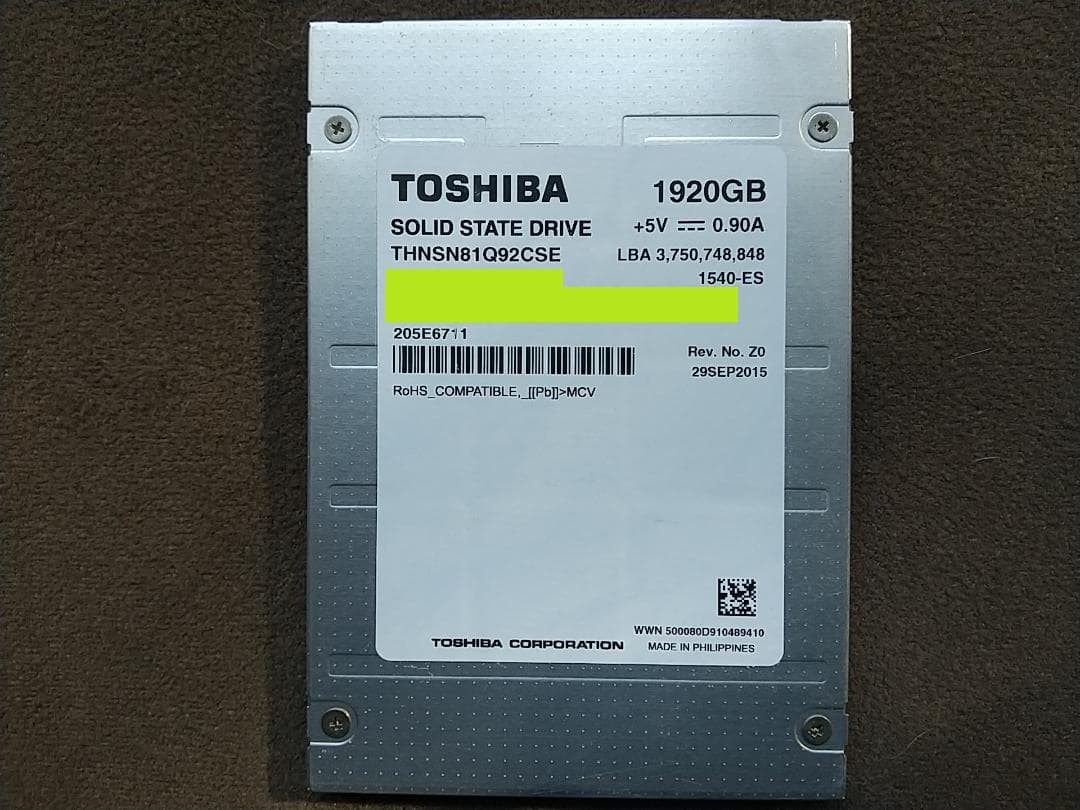 TOSHIBA 1920GB
SOLID STATE DRIVE +5V ⎓ 0.90A
THNSN81Q92CSE LBA 3,750,748,848
1540-ES
205E6711
Rev. No. Z0
29SEP2015
RoHS_COMPATIBLE,_[[Pb]]>MCV
WWN 500080D910489410
TOSHIBA CORPORATION MADE IN PHILIPPINES